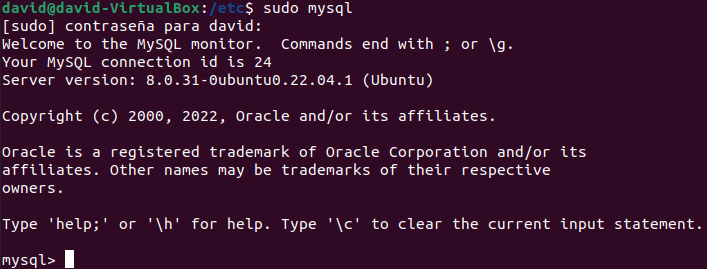 david@david-VirtualBox:/etc$ sudo mysql
[sudo] contraseña para david:
Welcome to the MySQL monitor.  Commands end with ; or \g.
Your MySQL connection id is 24
Server version: 8.0.31-0ubuntu0.22.04.1 (Ubuntu)

Copyright (c) 2000, 2022, Oracle and/or its affiliates.

Oracle is a registered trademark of Oracle Corporation and/or its
affiliates. Other names may be trademarks of their respective
owners.

Type 'help;' or '\h' for help. Type '\c' to clear the current input statement.

mysql>